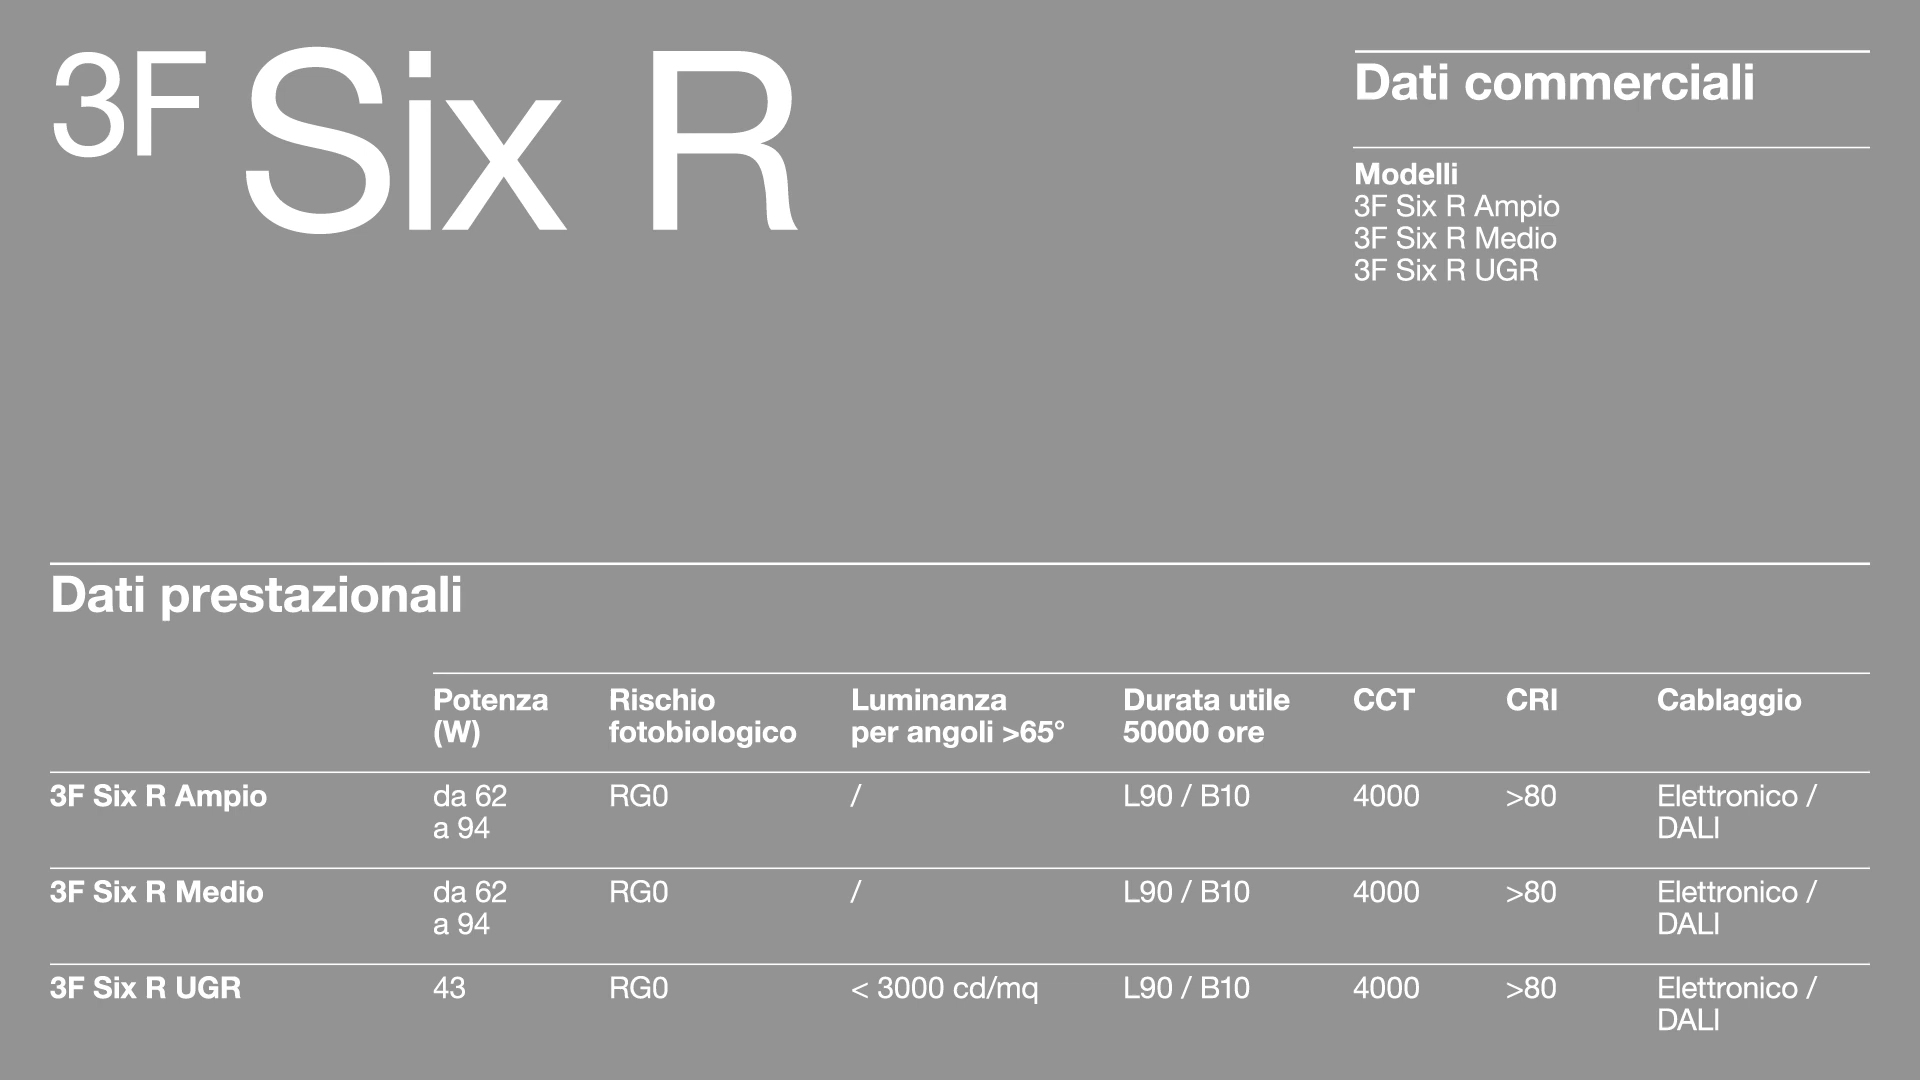 3F Six R
Dati commerciali
Modelli
3F Six R Ampio
3F Six R Medio
3F Six R UGR
Dati prestazionali
Potenza (W) Rischio fotobiologico Luminanza per angoli >65° Durata utile 50000 ore CCT CRI Cablaggio
3F Six R Ampio da 62 a 94 RG0 / L90 / B10 4000 >80 Elettronico / DALI
3F Six R Medio da 62 a 94 RG0 / L90 / B10 4000 >80 Elettronico / DALI
3F Six R UGR 43 RG0 < 3000 cd/mq L90 / B10 4000 >80 Elettronico / DALI